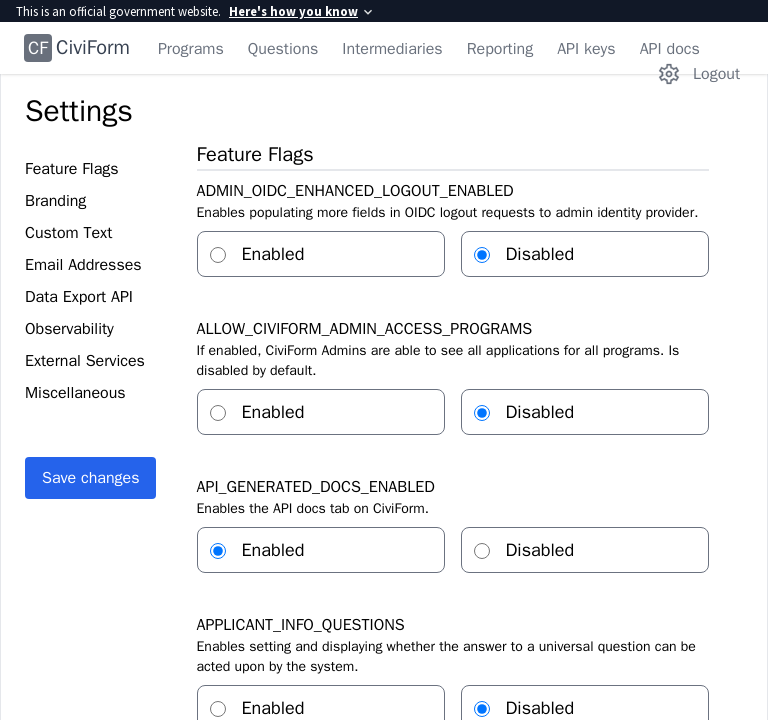 This is an official government website. Here's how you know
CF CiviForm Programs Questions Intermediaries Reporting API keys API docs
Logout
Settings
Feature Flags
Branding
Custom Text
Email Addresses
Data Export API
Observability
External Services
Miscellaneous
Save changes
Feature Flags
ADMIN_OIDC_ENHANCED_LOGOUT_ENABLED
Enables populating more fields in OIDC logout requests to admin identity provider.
Enabled Disabled
ALLOW_CIVIFORM_ADMIN_ACCESS_PROGRAMS
If enabled, CiviForm Admins are able to see all applications for all programs. Is
disabled by default.
Enabled Disabled
API_GENERATED_DOCS_ENABLED
Enables the API docs tab on CiviForm.
Enabled Disabled
APPLICANT_INFO_QUESTIONS
Enables setting and displaying whether the answer to a universal question can be
acted upon by the system.
Enabled Disabled